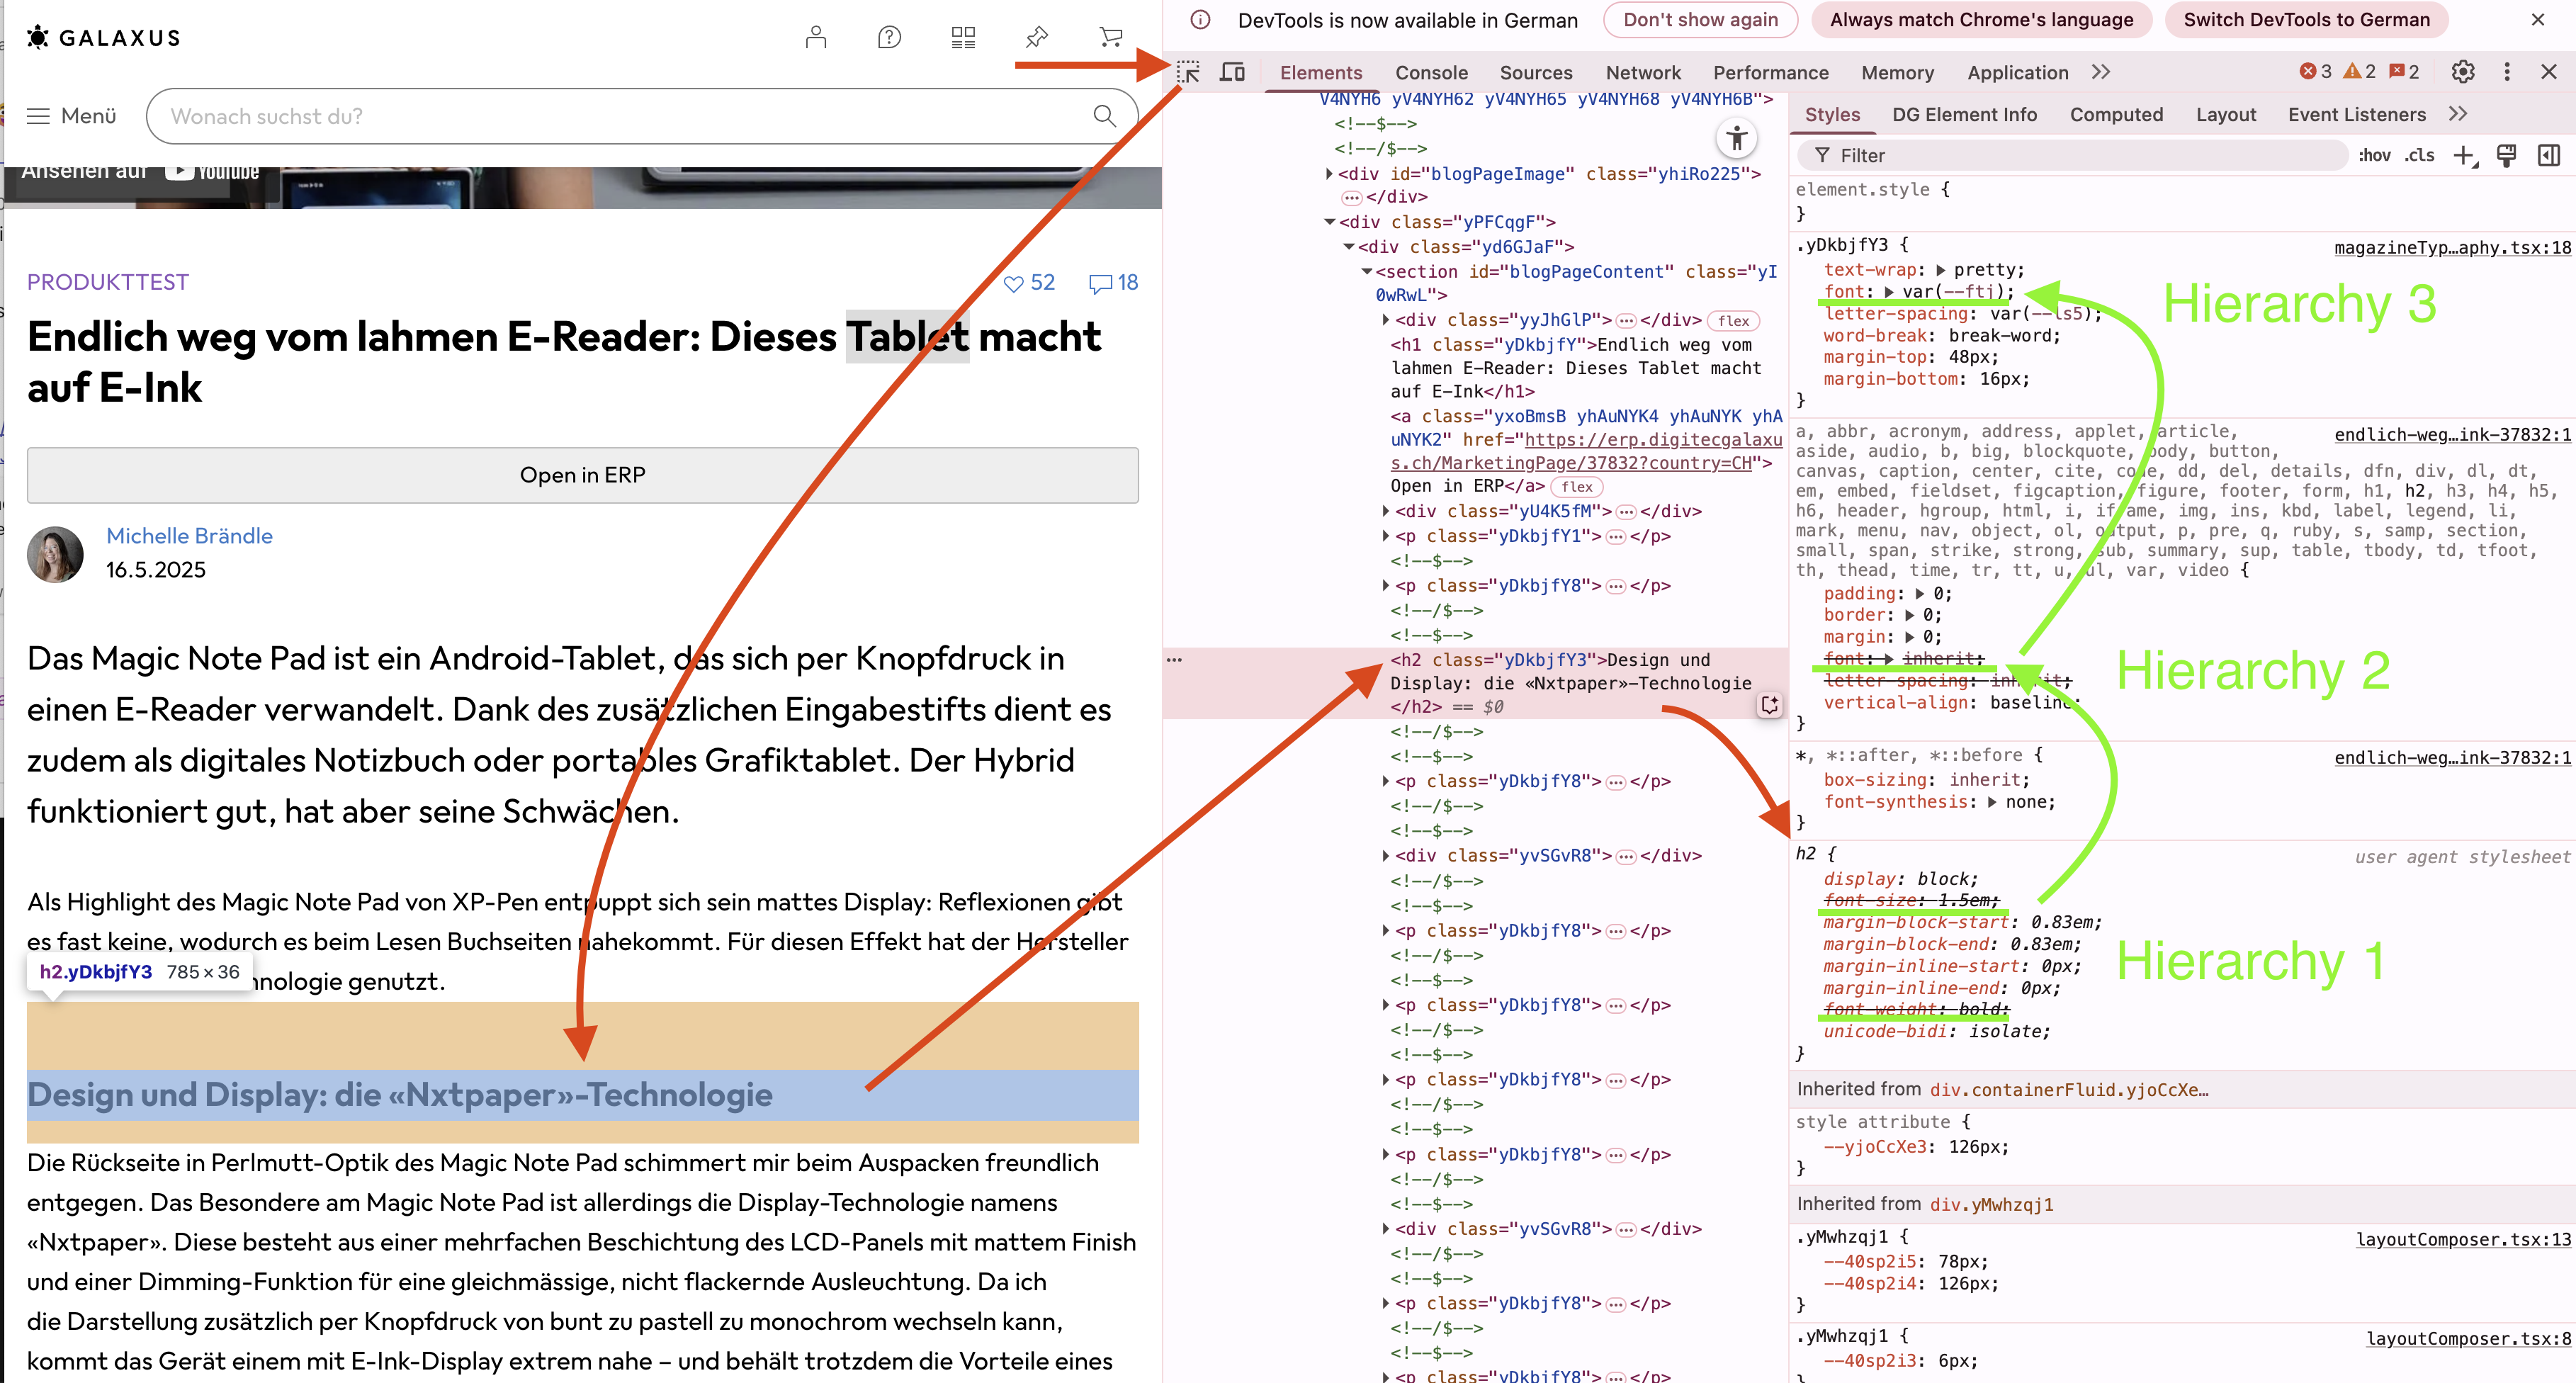 GALAXUS
Menü
Wonach suchst du?
Ansehen auf YouTube
PRODUKTTEST
52
18
Endlich weg vom lahmen E-Reader: Dieses Tablet macht
auf E-Ink
Open in ERP
Michelle Brändle
16.5.2025
Das Magic Note Pad ist ein Android-Tablet, das sich per Knopfdruck in
einen E-Reader verwandelt. Dank des zusätzlichen Eingabestifts dient es
zudem als digitales Notizbuch oder portables Grafiktablet. Der Hybrid
funktioniert gut, hat aber seine Schwächen.
Als Highlight des Magic Note Pad von XP-Pen entpuppt sich sein mattes Display: Reflexionen gibt
es fast keine, wodurch es beim Lesen Buchseiten nahekommt. Für diesen Effekt hat der Hersteller
h2.yDkbjfY3 785 × 36
hnologie genutzt.
Design und Display: die «Nxtpaper»-Technologie
Die Rückseite in Perlmutt-Optik des Magic Note Pad schimmert mir beim Auspacken freundlich
entgegen. Das Besondere am Magic Note Pad ist allerdings die Display-Technologie namens
«Nxtpaper». Diese besteht aus einer mehrfachen Beschichtung des LCD-Panels mit mattem Finish
und einer Dimming-Funktion für eine gleichmässige, nicht flackernde Ausleuchtung. Da ich
die Darstellung zusätzlich per Knopfdruck von bunt zu pastell zu monochrom wechseln kann,
kommt das Gerät einem mit E-Ink-Display extrem nahe – und behält trotzdem die Vorteile eines
DevTools is now available in German
Don't show again
Always match Chrome's language
Switch DevTools to German
Elements Console Sources Network Performance Memory Application
3 2 2
V4NYH6 yV4NYH62 yV4NYH65 yV4NYH68 yV4NYH6B">
<!--$-->
<!--/$-->
<div id="blogPageImage" class="yhiRo225">
</div>
<div class="yPFCqgF">
<div class="yd6GJaF">
<section id="blogPageContent" class="yI
0wRwL">
<div class="yyJhGlP"> </div> flex
<h1 class="yDkbjfY">Endlich weg vom
lahmen E-Reader: Dieses Tablet macht
auf E-Ink</h1>
<a class="yxoBmsB yhAuNYK4 yhAuNYK yhA
uNYK2" href="https://erp.digitecgalaxu
s.ch/MarketingPage/37832?country=CH">
Open in ERP</a> flex
<div class="yU4K5fM"> </div>
<p class="yDkbjfY1"> </p>
<!--$-->
<p class="yDkbjfY8"> </p>
<!--/$-->
<!--$-->
<h2 class="yDkbjfY3">Design und
Display: die «Nxtpaper»-Technologie
</h2> == $0
<!--/$-->
<!--$-->
<p class="yDkbjfY8"> </p>
<!--/$-->
<!--$-->
<div class="yvSGvR8"> </div>
<!--/$-->
<!--$-->
<p class="yDkbjfY8"> </p>
<!--/$-->
<!--$-->
<p class="yDkbjfY8"> </p>
<!--/$-->
<!--$-->
<p class="yDkbjfY8"> </p>
<!--/$-->
<!--$-->
<p class="yDkbjfY8"> </p>
<!--/$-->
<!--$-->
<div class="yvSGvR8"> </div>
<!--/$-->
<!--$-->
<p class="yDkbjfY8"> </p>
<!--/$-->
<!--$-->
<p class="yDkbjfY8"> </p>
Styles DG Element Info Computed Layout Event Listeners
Filter
:hov .cls
element.style {
}
.yDkbjfY3 {
magazineTyp…aphy.tsx:18
text-wrap: pretty;
font: var(--ftj);
letter-spacing: var(--ls5);
word-break: break-word;
margin-top: 48px;
margin-bottom: 16px;
}
Hierarchy 3
a, abbr, acronym, address, applet, article,
endlich-weg…ink-37832:1
aside, audio, b, big, blockquote, body, button,
canvas, caption, center, cite, code, dd, del, details, dfn, div, dl, dt,
em, embed, fieldset, figcaption, figure, footer, form, h1, h2, h3, h4, h5,
h6, header, hgroup, html, i, iframe, img, ins, kbd, label, legend, li,
mark, menu, nav, object, ol, output, p, pre, q, ruby, s, samp, section,
small, span, strike, strong, sub, summary, sup, table, tbody, td, tfoot,
th, thead, time, tr, tt, u, ul, var, video {
padding: 0;
border: 0;
margin: 0;
font: inherit;
letter-spacing: inherit;
vertical-align: baseline;
}
Hierarchy 2
*, *::after, *::before {
endlich-weg…ink-37832:1
box-sizing: inherit;
font-synthesis: none;
}
h2 {
user agent stylesheet
display: block;
font-size: 1.5em;
margin-block-start: 0.83em;
margin-block-end: 0.83em;
margin-inline-start: 0px;
margin-inline-end: 0px;
font-weight: bold;
unicode-bidi: isolate;
}
Hierarchy 1
Inherited from div.containerFluid.yjoCcXe…
style attribute {
--yjoCcXe3: 126px;
}
Inherited from div.yMwhzqj1
.yMwhzqj1 {
layoutComposer.tsx:13
--40sp2i5: 78px;
--40sp2i4: 126px;
}
.yMwhzqj1 {
layoutComposer.tsx:8
--40sp2i3: 6px;
}